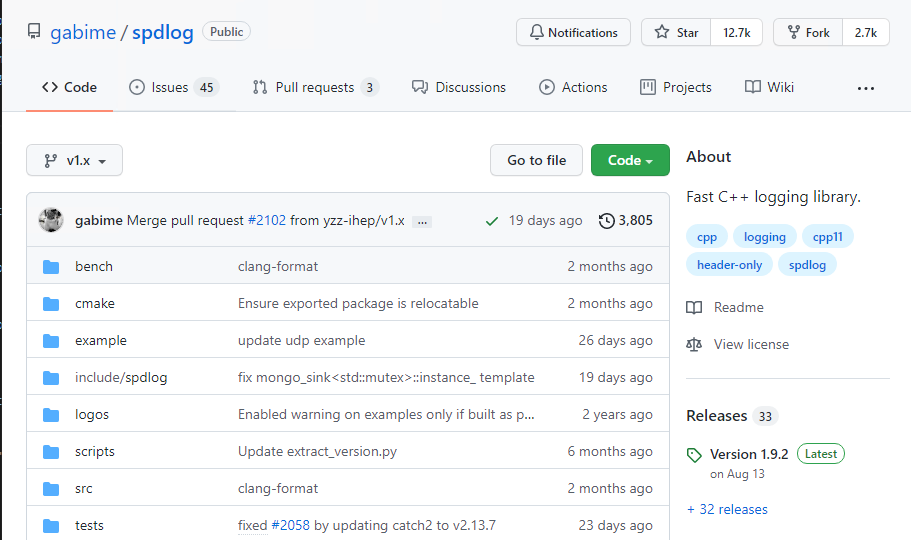 gabime / spdlog Public Notifications Star 12.7k Fork 2.7k
Code Issues 45 Pull requests 3 Discussions Actions Projects Wiki ...
v1.x Go to file Code
gabime Merge pull request #2102 from yzz-ihep/v1.x ... 19 days ago 3,805
bench clang-format 2 months ago
cmake Ensure exported package is relocatable 2 months ago
example update udp example 26 days ago
include/spdlog fix mongo_sink<std::mutex>::instance_ template 19 days ago
logos Enabled warning on examples only if built as p... 2 years ago
scripts Update extract_version.py 6 months ago
src clang-format 2 months ago
tests fixed #2058 by updating catch2 to v2.13.7 23 days ago
About
Fast C++ logging library.
cpp logging cpp11
header-only spdlog
Readme
View license
Releases 33
Version 1.9.2 Latest
on Aug 13
+ 32 releases